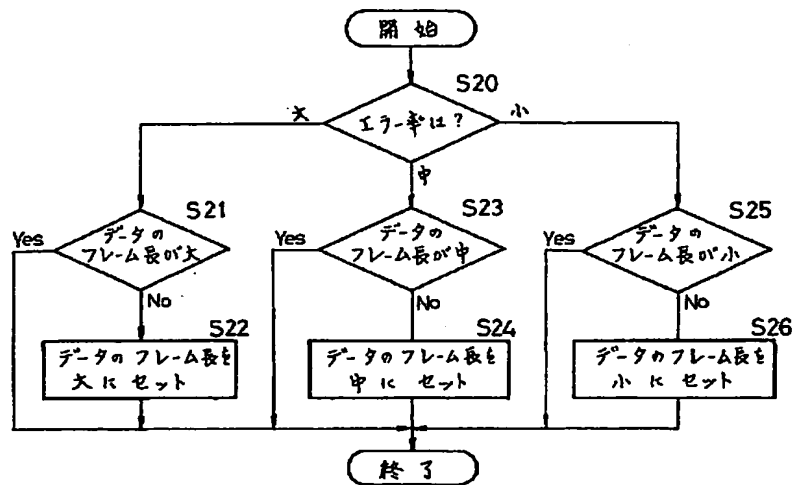 開始
S20
エラー率は?
大
小
中
S21
データの
フレーム長が大
Yes
No
S22
データのフレーム長を
大にセット
S23
データの
フレーム長が中
Yes
No
S24
データのフレーム長を
中にセット
S25
データの
フレーム長が小
Yes
No
S26
データのフレーム長を
小にセット
終了